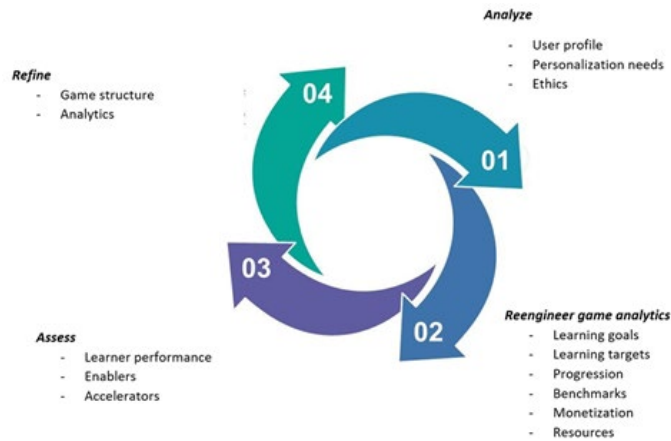 Analyze
- User profile
- Personalization needs
- Ethics
Refine
- Game structure
- Analytics
04
01
03
02
Reengineer game analytics
- Learning goals
- Learning targets
- Progression
- Benchmarks
- Monetization
- Resources
Assess
- Learner performance
- Enablers
- Accelerators